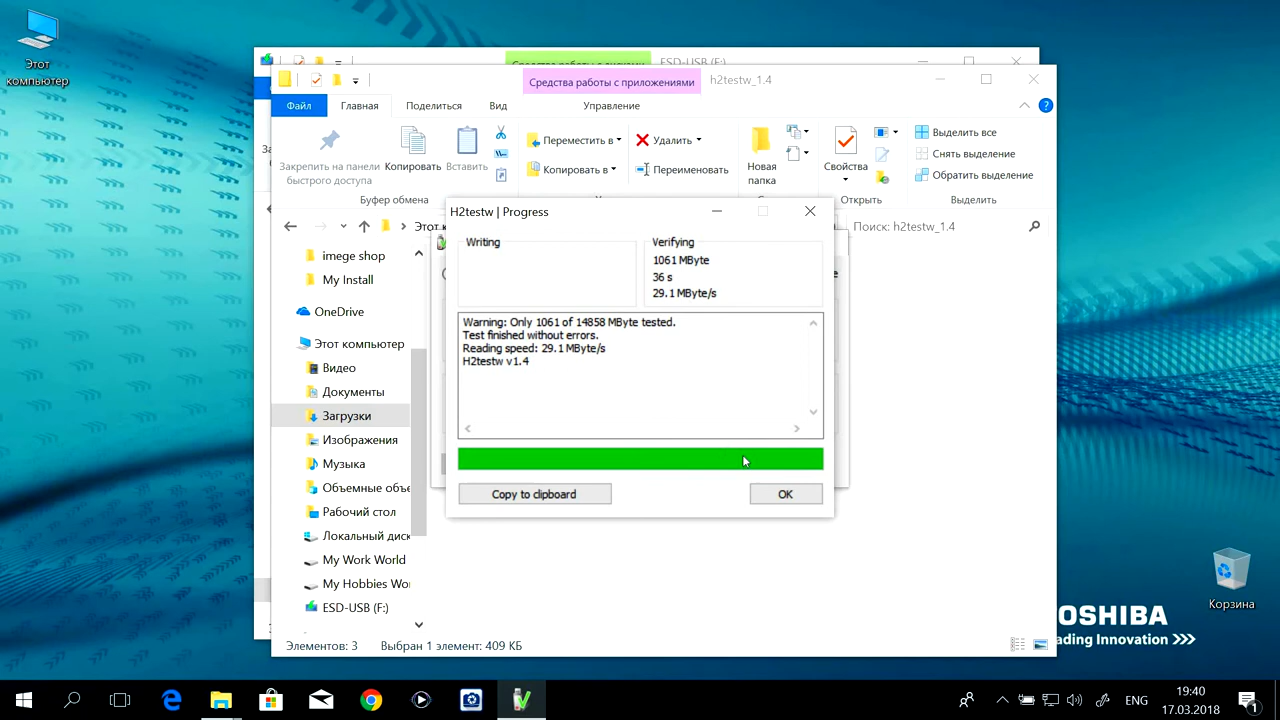 Этот
компьютер
ESD-USB (F:)
Средства работы с приложениями
h2testw_1.4
Файл
Главная
Поделиться
Вид
Управление
Закрепить на панели
быстрого доступа
Копировать
Вставить
Переместить в
Копировать в
Удалить
Переименовать
Новая
папка
Свойства
Выделить все
Снять выделение
Обратить выделение
Буфер обмена
Открыть
Выделить
Поиск: h2testw_1.4
imege shop
My Install
OneDrive
Этот компьютер
Видео
Документы
Загрузки
Изображения
Музыка
Объемные объе
Рабочий стол
Локальный диск
My Work World
My Hobbies Wo
ESD-USB (F:)
H2testw | Progress
Writing
Verifying
1061 MByte
36 s
29.1 MByte/s
Warning: Only 1061 of 14858 MByte tested.
Test finished without errors.
Reading speed: 29.1 MByte/s
H2testw v1.4
Copy to clipboard
OK
Элементов: 3
Выбран 1 элемент: 409 КБ
Корзина
OSHIBA
ading Innovation >>>
ENG
19:40
17.03.2018
1